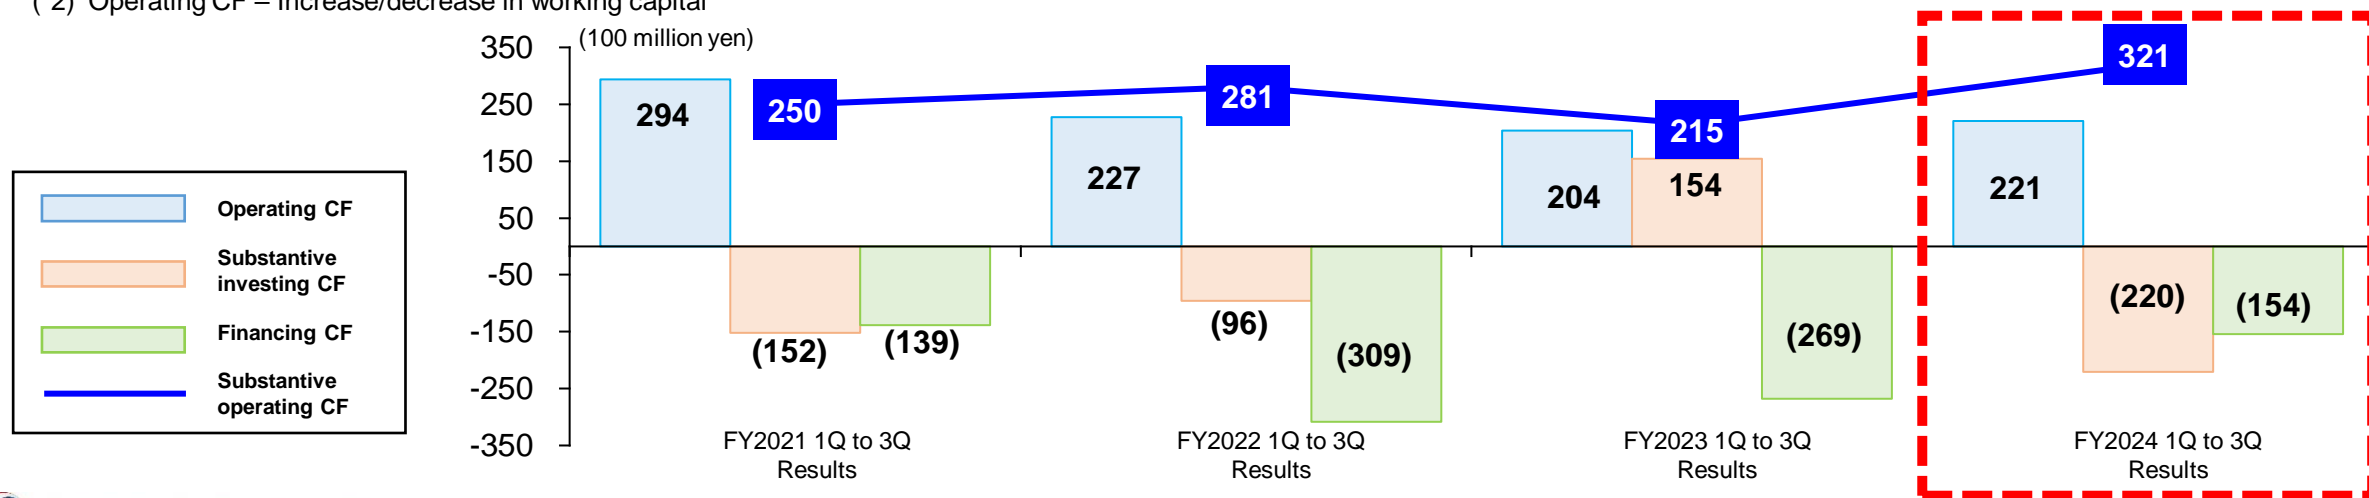 (*2) Operating CF – Increase/decrease in working capital
(100 million yen)
350
250
150
50
-50
-150
-250
-350
Operating CF
Substantive
investing CF
Financing CF
Substantive
operating CF
294
250
(152)
(139)
227
281
(96)
(309)
204
215
154
(269)
221
321
(220)
(154)
FY2021 1Q to 3Q
Results
FY2022 1Q to 3Q
Results
FY2023 1Q to 3Q
Results
FY2024 1Q to 3Q
Results